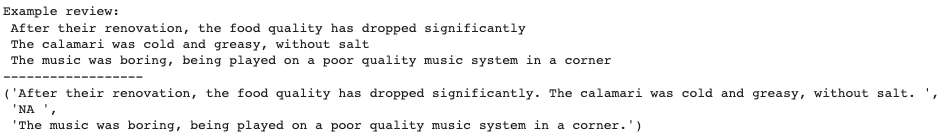 Example review:
After their renovation, the food quality has dropped significantly
The calamari was cold and greasy, without salt
The music was boring, being played on a poor quality music system in a corner
------------------
('After their renovation, the food quality has dropped significantly. The calamari was cold and greasy, without salt. ',
'NA ',
'The music was boring, being played on a poor quality music system in a corner.')